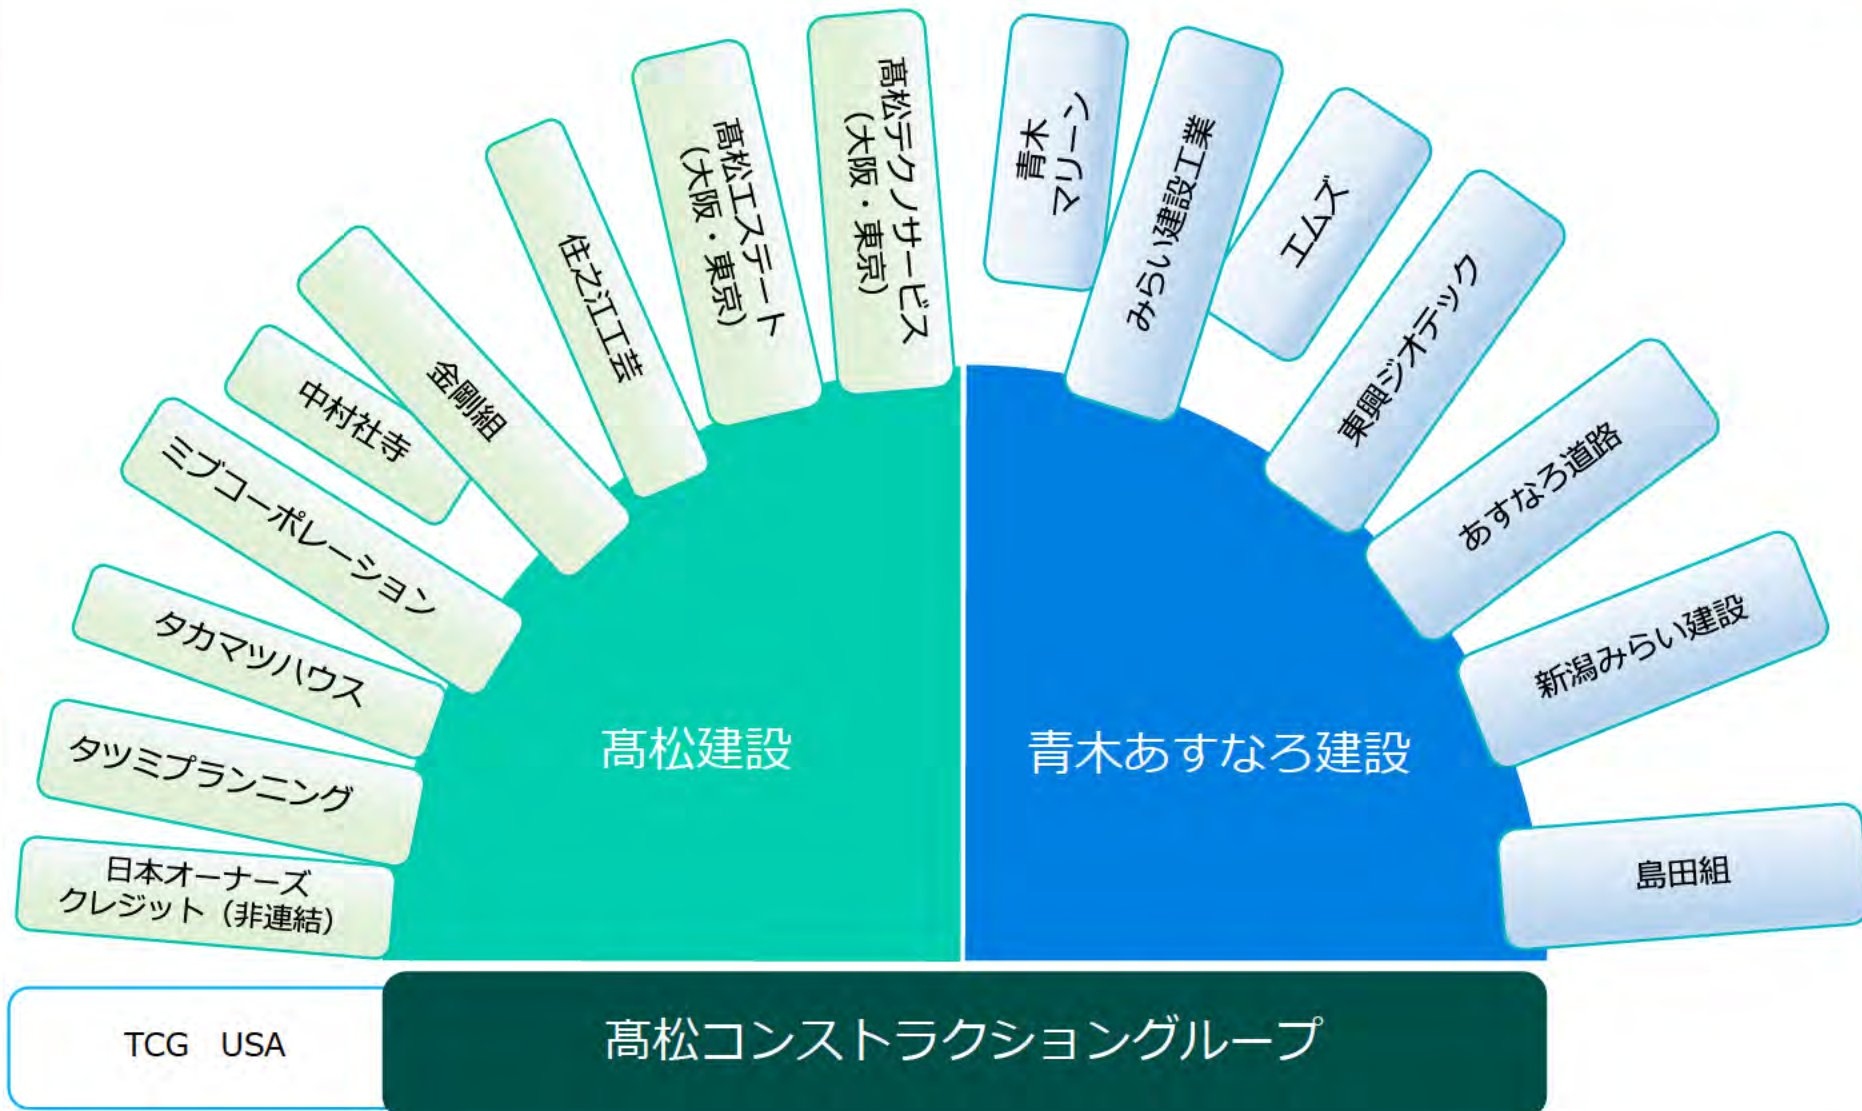 髙松テクノサービス
（大阪・東京）
髙松エステート
（大阪・東京）
住之江工芸
金剛組
中村社寺
ミブコーポレーション
タカマツハウス
タツミプランニング
日本オーナーズ
クレジット（非連結）
青木
マリーン
みらい建設工業
エムズ
東興ジオテック
あすなろ道路
新潟みらい建設
島田組
髙松建設
青木あすなろ建設
TCG　USA
髙松コンストラクショングループ